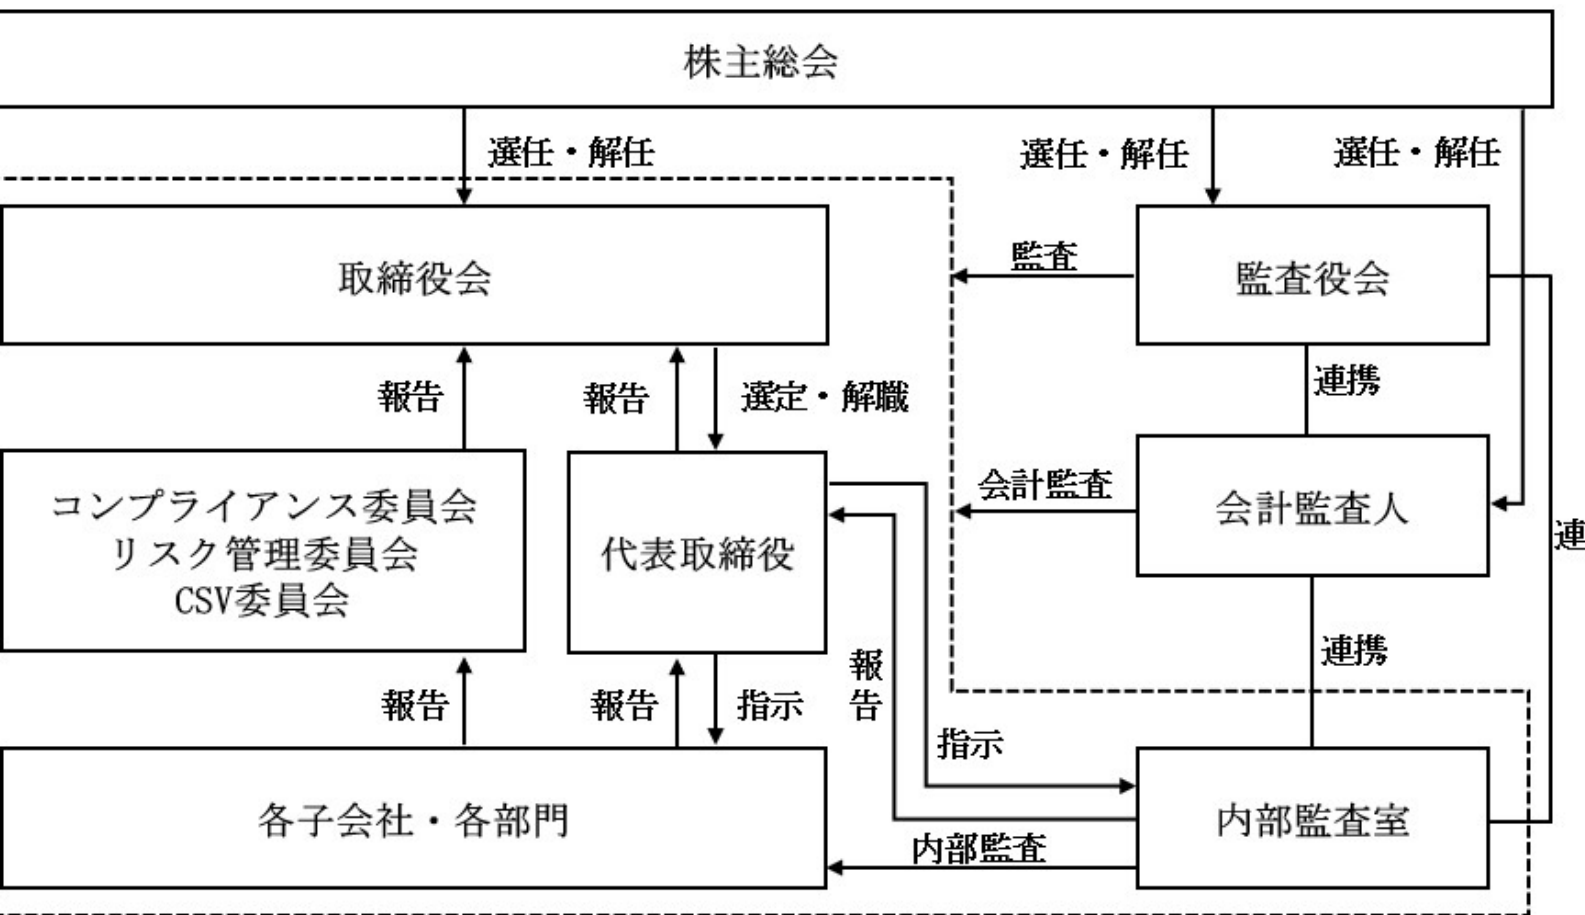 株主総会
選任・解任
選任・解任
選任・解任
取締役会
監査
監査役会
報告
報告
選定・解職
連携
コンプライアンス委員会
リスク管理委員会
CSV委員会
代表取締役
会計監査
会計監査人
連
報告
報告
指示
報告
指示
連携
各子会社・各部門
内部監査
内部監査室